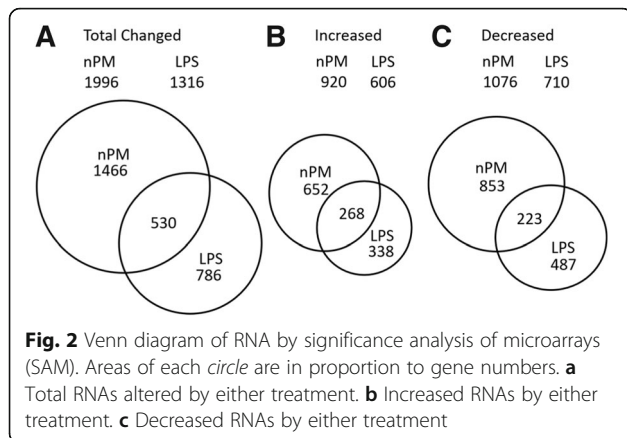 A Total Changed
nPM LPS
1996 1316
nPM
1466
530
LPS
786
B Increased
nPM LPS
920 606
nPM
652
268
LPS
338
C Decreased
nPM LPS
1076 710
nPM
853
223
LPS
487
Fig. 2 Venn diagram of RNA by significance analysis of microarrays
(SAM). Areas of each circle are in proportion to gene numbers. a
Total RNAs altered by either treatment. b Increased RNAs by either
treatment. c Decreased RNAs by either treatment